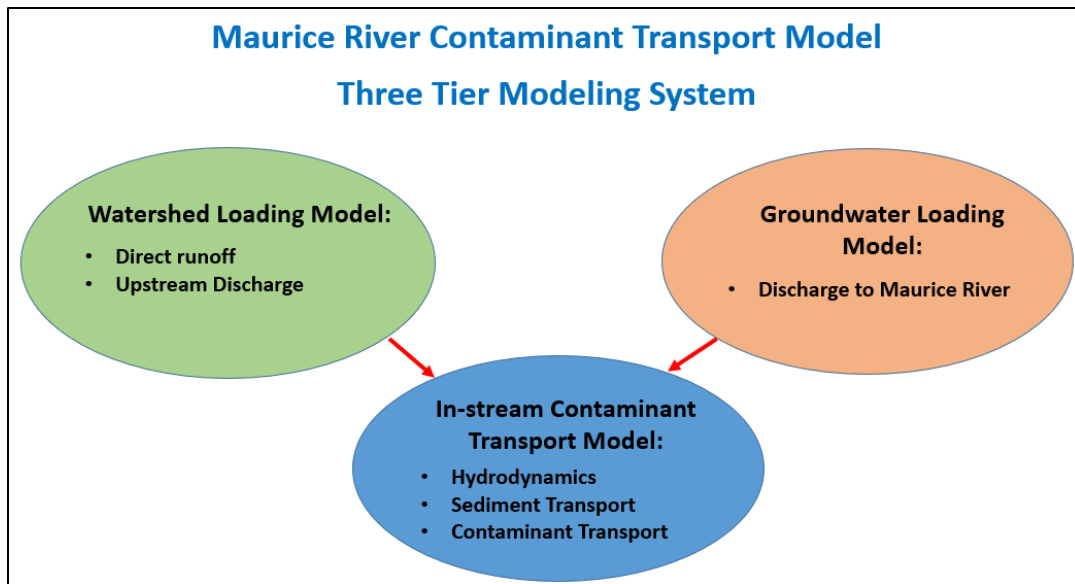 Maurice River Contaminant Transport Model
Three Tier Modeling System
Watershed Loading Model:
• Direct runoff
• Upstream Discharge
Groundwater Loading
Model:
• Discharge to Maurice River
In-stream Contaminant
Transport Model:
• Hydrodynamics
• Sediment Transport
• Contaminant Transport